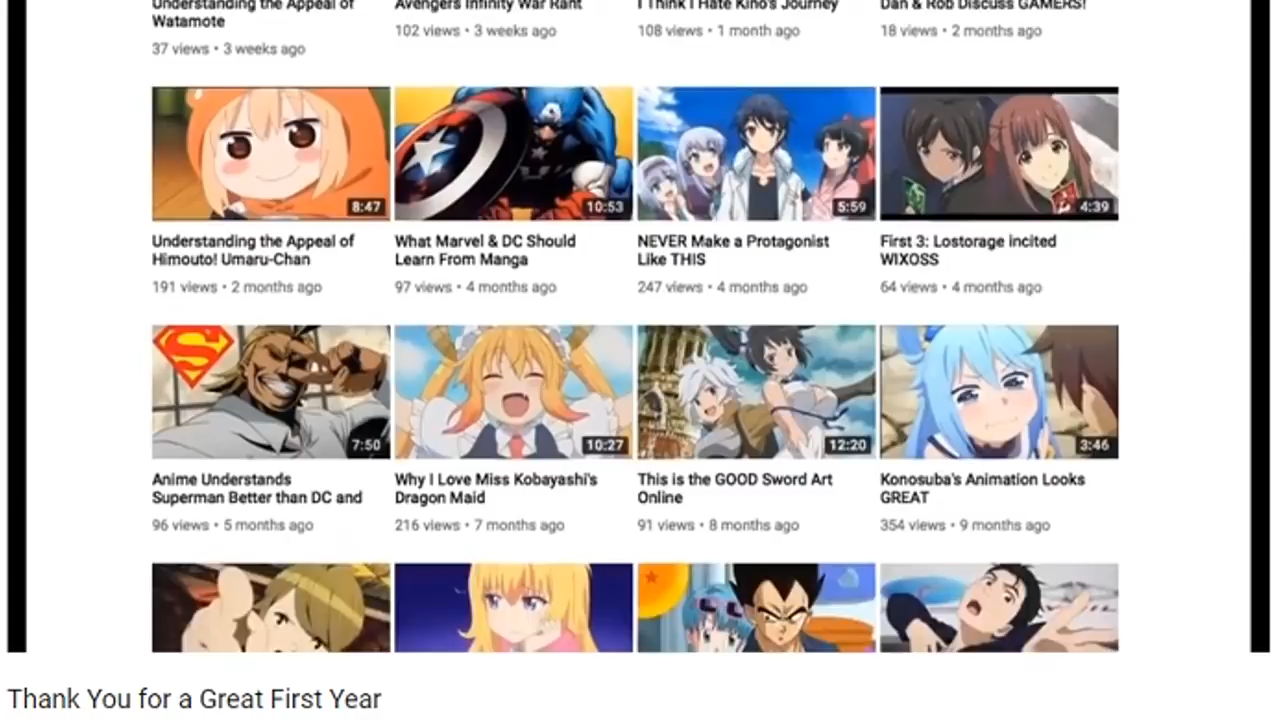 Understanding the Appeal of
Watamote
37 views • 3 weeks ago
Avengers Infinity War Rant
102 views • 3 weeks ago
I Think I Hate Kino's Journey
108 views • 1 month ago
Dan & Rob Discuss GAMERS!
18 views • 2 months ago
8:47
Understanding the Appeal of
Himouto! Umaru-Chan
191 views • 2 months ago
10:53
What Marvel & DC Should
Learn From Manga
97 views • 4 months ago
5:59
NEVER Make a Protagonist
Like THIS
247 views • 4 months ago
4:39
First 3: Lostorage incited
WIXOSS
64 views • 4 months ago
S
7:50
Anime Understands
Superman Better than DC and
96 views • 5 months ago
10:27
Why I Love Miss Kobayashi's
Dragon Maid
216 views • 7 months ago
12:20
This is the GOOD Sword Art
Online
91 views • 8 months ago
3:46
Konosuba's Animation Looks
GREAT
354 views • 9 months ago
Thank You for a Great First Year